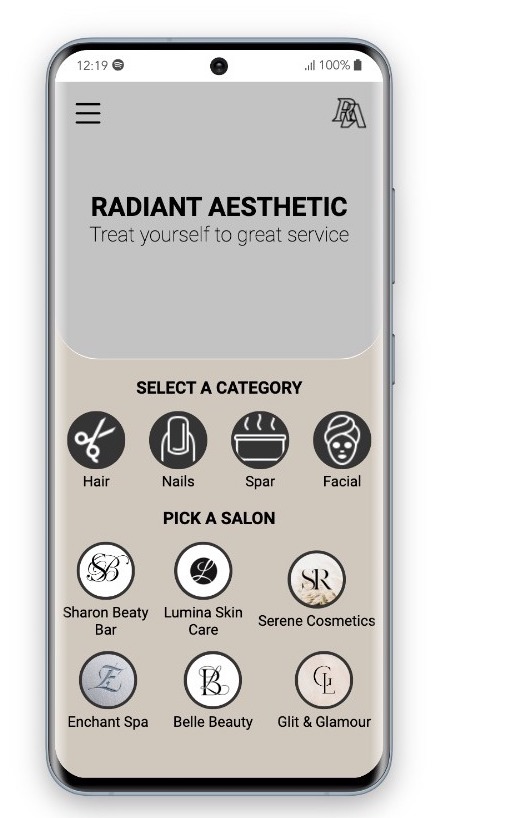 12:19 100%
RA
RADIANT AESTHETIC
Treat yourself to great service
SELECT A CATEGORY
Hair Nails Spar Facial
PICK A SALON
SB L SR
Sharon Beaty Lumina Skin Serene Cosmetics
Bar Care
E B GL
Enchant Spa Belle Beauty Glit & Glamour